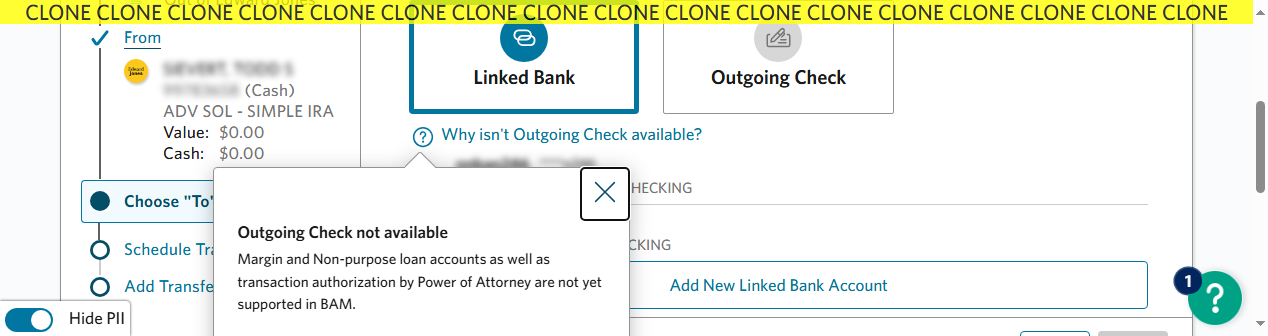 CLONE CLONE CLONE CLONE CLONE CLONE CLONE CLONE CLONE CLONE CLONE CLONE CLONE CLONE CLONE CLONE CLONE
From
Edward Jones
(Cash)
ADV SOL - SIMPLE IRA
Value: $0.00
Cash: $0.00
Choose "To"
Schedule Tra
Add Transfe
Hide PII
Linked Bank
Outgoing Check
Why isn't Outgoing Check available?
HECKING
CKING
Add New Linked Bank Account
Outgoing Check not available
Margin and Non-purpose loan accounts as well as
transaction authorization by Power of Attorney are not yet
supported in BAM.
1
?